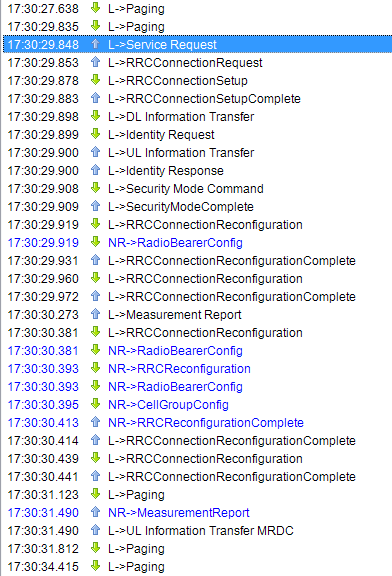 17:30:27.638 L->Paging
17:30:29.835 L->Paging
17:30:29.848 L->Service Request
17:30:29.853 L->RRCConnectionRequest
17:30:29.878 L->RRCConnectionSetup
17:30:29.883 L->RRCConnectionSetupComplete
17:30:29.898 L->DL Information Transfer
17:30:29.899 L->Identity Request
17:30:29.900 L->UL Information Transfer
17:30:29.900 L->Identity Response
17:30:29.908 L->Security Mode Command
17:30:29.909 L->SecurityModeComplete
17:30:29.919 L->RRCConnectionReconfiguration
17:30:29.919 NR->RadioBearerConfig
17:30:29.931 L->RRCConnectionReconfigurationComplete
17:30:29.960 L->RRCConnectionReconfiguration
17:30:29.972 L->RRCConnectionReconfigurationComplete
17:30:30.273 L->Measurement Report
17:30:30.381 L->RRCConnectionReconfiguration
17:30:30.381 NR->RadioBearerConfig
17:30:30.393 NR->RRCReconfiguration
17:30:30.393 NR->RadioBearerConfig
17:30:30.395 NR->CellGroupConfig
17:30:30.413 NR->RRCReconfigurationComplete
17:30:30.414 L->RRCConnectionReconfigurationComplete
17:30:30.439 L->RRCConnectionReconfiguration
17:30:30.441 L->RRCConnectionReconfigurationComplete
17:30:31.123 L->Paging
17:30:31.490 NR->MeasurementReport
17:30:31.490 L->UL Information Transfer MRDC
17:30:31.812 L->Paging
17:30:34.415 L->Paging